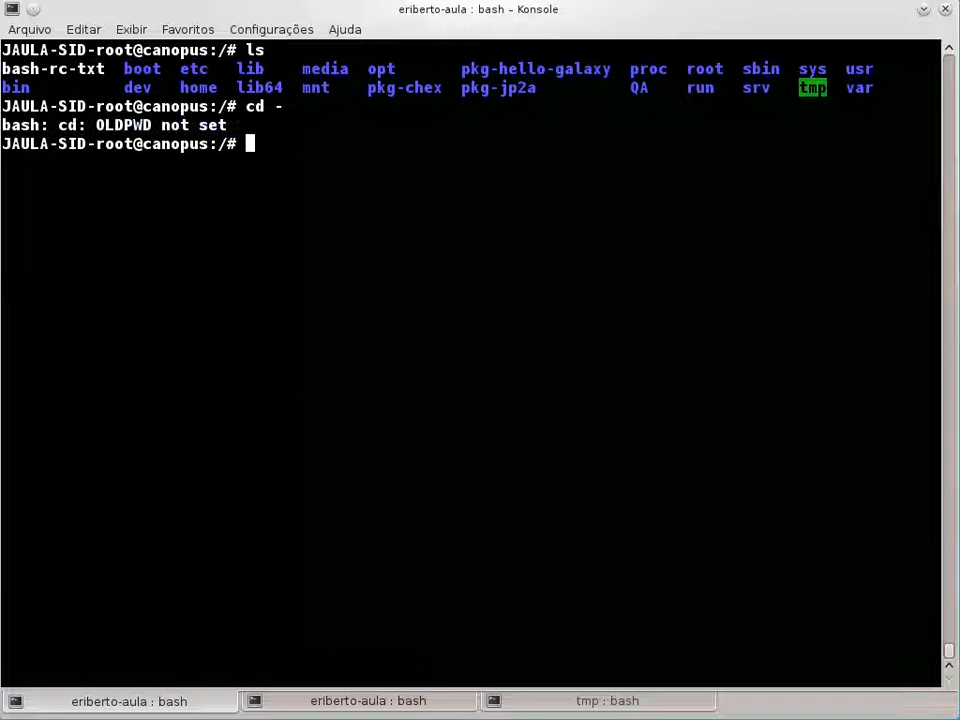 eriberto-aula : bash – Konsole
Arquivo Editar Exibir Favoritos Configurações Ajuda
JAULA-SID-root@canopus:/# ls
bash-rc-txt boot etc lib media opt pkg-hello-galaxy proc root sbin sys usr
bin dev home lib64 mnt pkg-chex pkg-jp2a QA run srv tmp var
JAULA-SID-root@canopus:/# cd -
bash: cd: OLDPWD not set
JAULA-SID-root@canopus:/#
eriberto-aula : bash eriberto-aula : bash tmp : bash